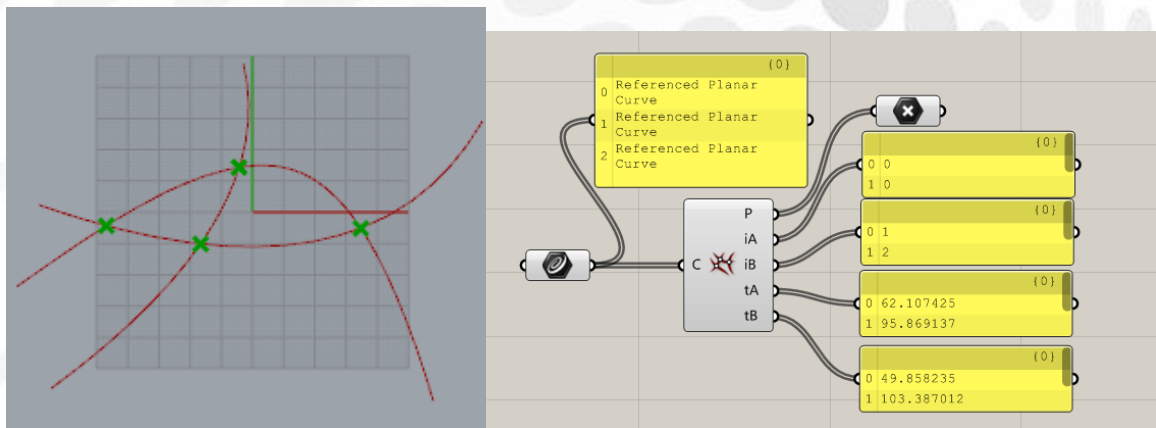 {0}
0 Referenced Planar
Curve
1 Referenced Planar
Curve
2 Referenced Planar
Curve
C
P
iA
iB
tA
tB
{0}
0 0
1 0
{0}
0 1
1 2
{0}
0 62.107425
1 95.869137
{0}
0 49.858235
1 103.387012